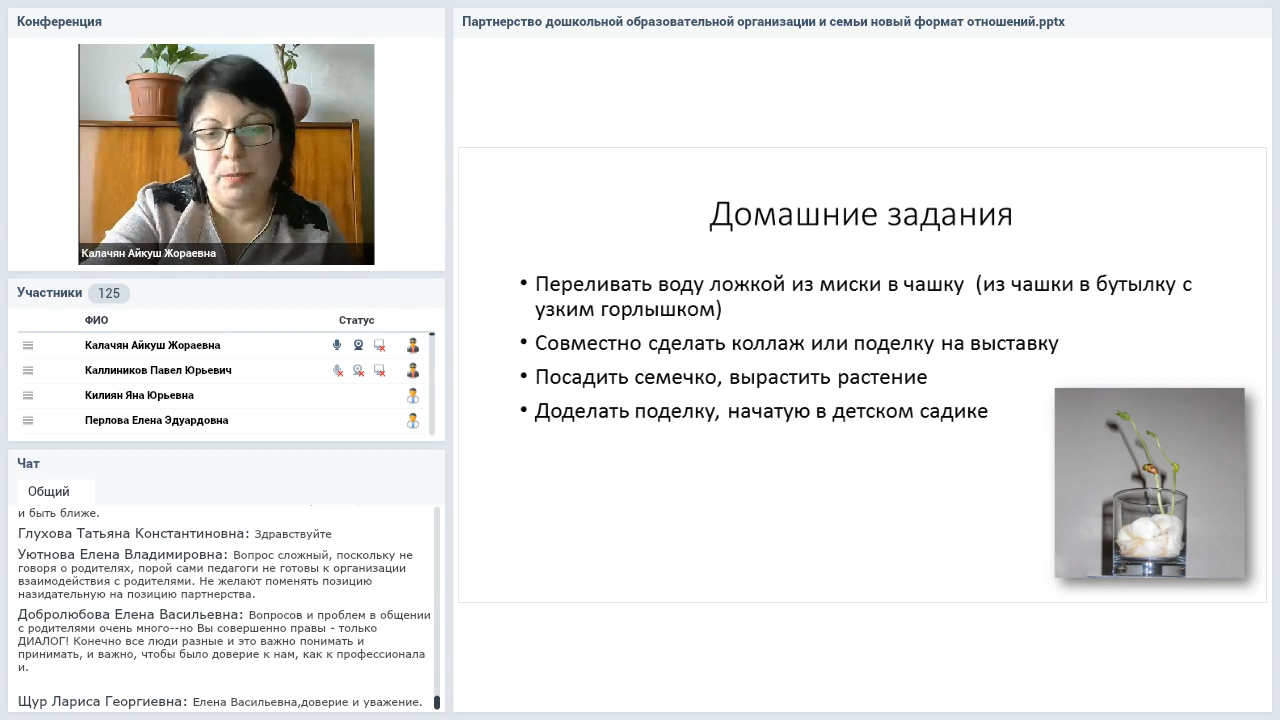 Конференция
Калачян Айкуш Жораевна
Участники 125
ФИО Статус
Калачян Айкуш Жораевна
Каллиников Павел Юрьевич
Килиян Яна Юрьевна
Перлова Елена Эдуардовна
Чат
Общий
и быть ближе.
Глухова Татьяна Константиновна: Здравствуйте
Уютнова Елена Владимировна: Вопрос сложный, поскольку не
говоря о родителях, порой сами педагоги не готовы к организации
взаимодействия с родителями. Не желают поменять позицию
назидательную на позицию партнерства.
Добролюбова Елена Васильевна: Вопросов и проблем в общении
с родителями очень много--но Вы совершенно правы - только
ДИАЛОГ! Конечно все люди разные и это важно понимать и
принимать, и важно, чтобы было доверие к нам, как к профессионала
и.
Щур Лариса Георгиевна: Елена Васильевна,доверие и уважение.
Партнерство дошкольной образовательной организации и семьи новый формат отношений.pptx
Домашние задания
• Переливать воду ложкой из миски в чашку (из чашки в бутылку с
узким горлышком)
• Совместно сделать коллаж или поделку на выставку
• Посадить семечко, вырастить растение
• Доделать поделку, начатую в детском садике